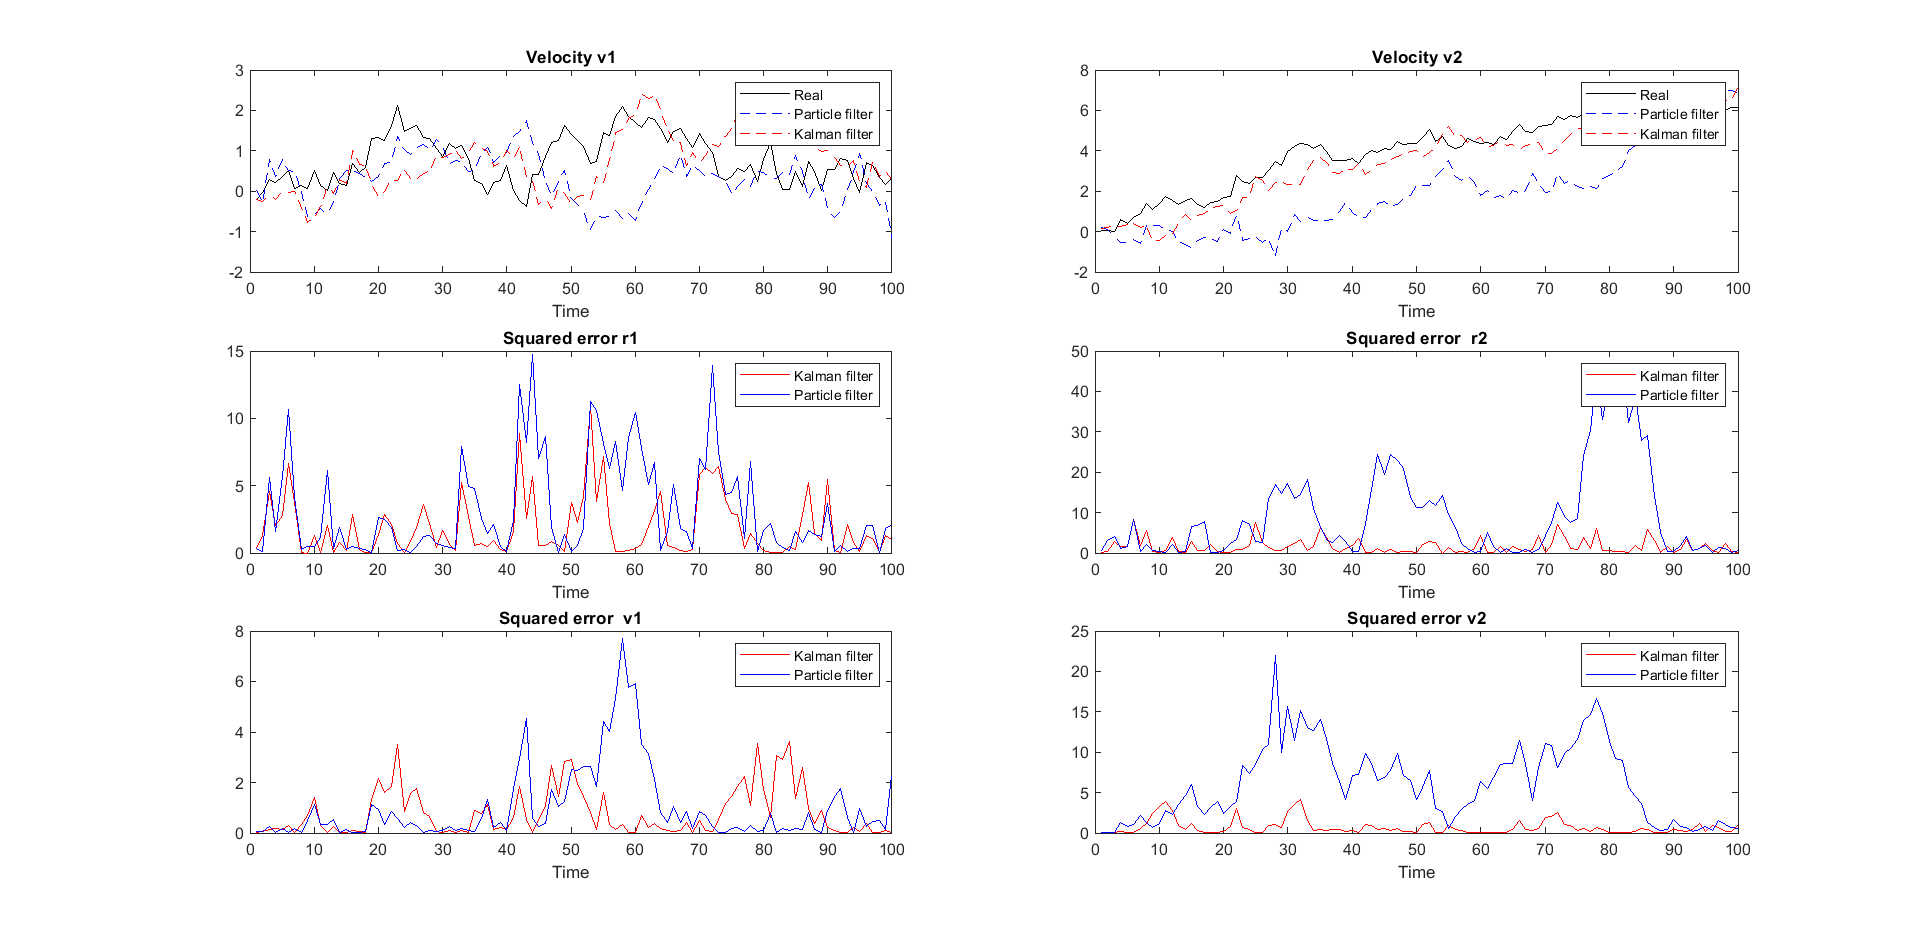 Velocity v1
3
2
1
0
-1
-2
0 10 20 30 40 50 60 70 80 90 100
Time
Real
Particle filter
Kalman filter
Velocity v2
8
6
4
2
0
-2
0 10 20 30 40 50 60 70 80 90 100
Time
Real
Particle filter
Kalman filter
Squared error r1
15
10
5
0
0 10 20 30 40 50 60 70 80 90 100
Time
Kalman filter
Particle filter
Squared error  r2
50
40
30
20
10
0
0 10 20 30 40 50 60 70 80 90 100
Time
Kalman filter
Particle filter
Squared error  v1
8
6
4
2
0
0 10 20 30 40 50 60 70 80 90 100
Time
Kalman filter
Particle filter
Squared error v2
25
20
15
10
5
0
0 10 20 30 40 50 60 70 80 90 100
Time
Kalman filter
Particle filter